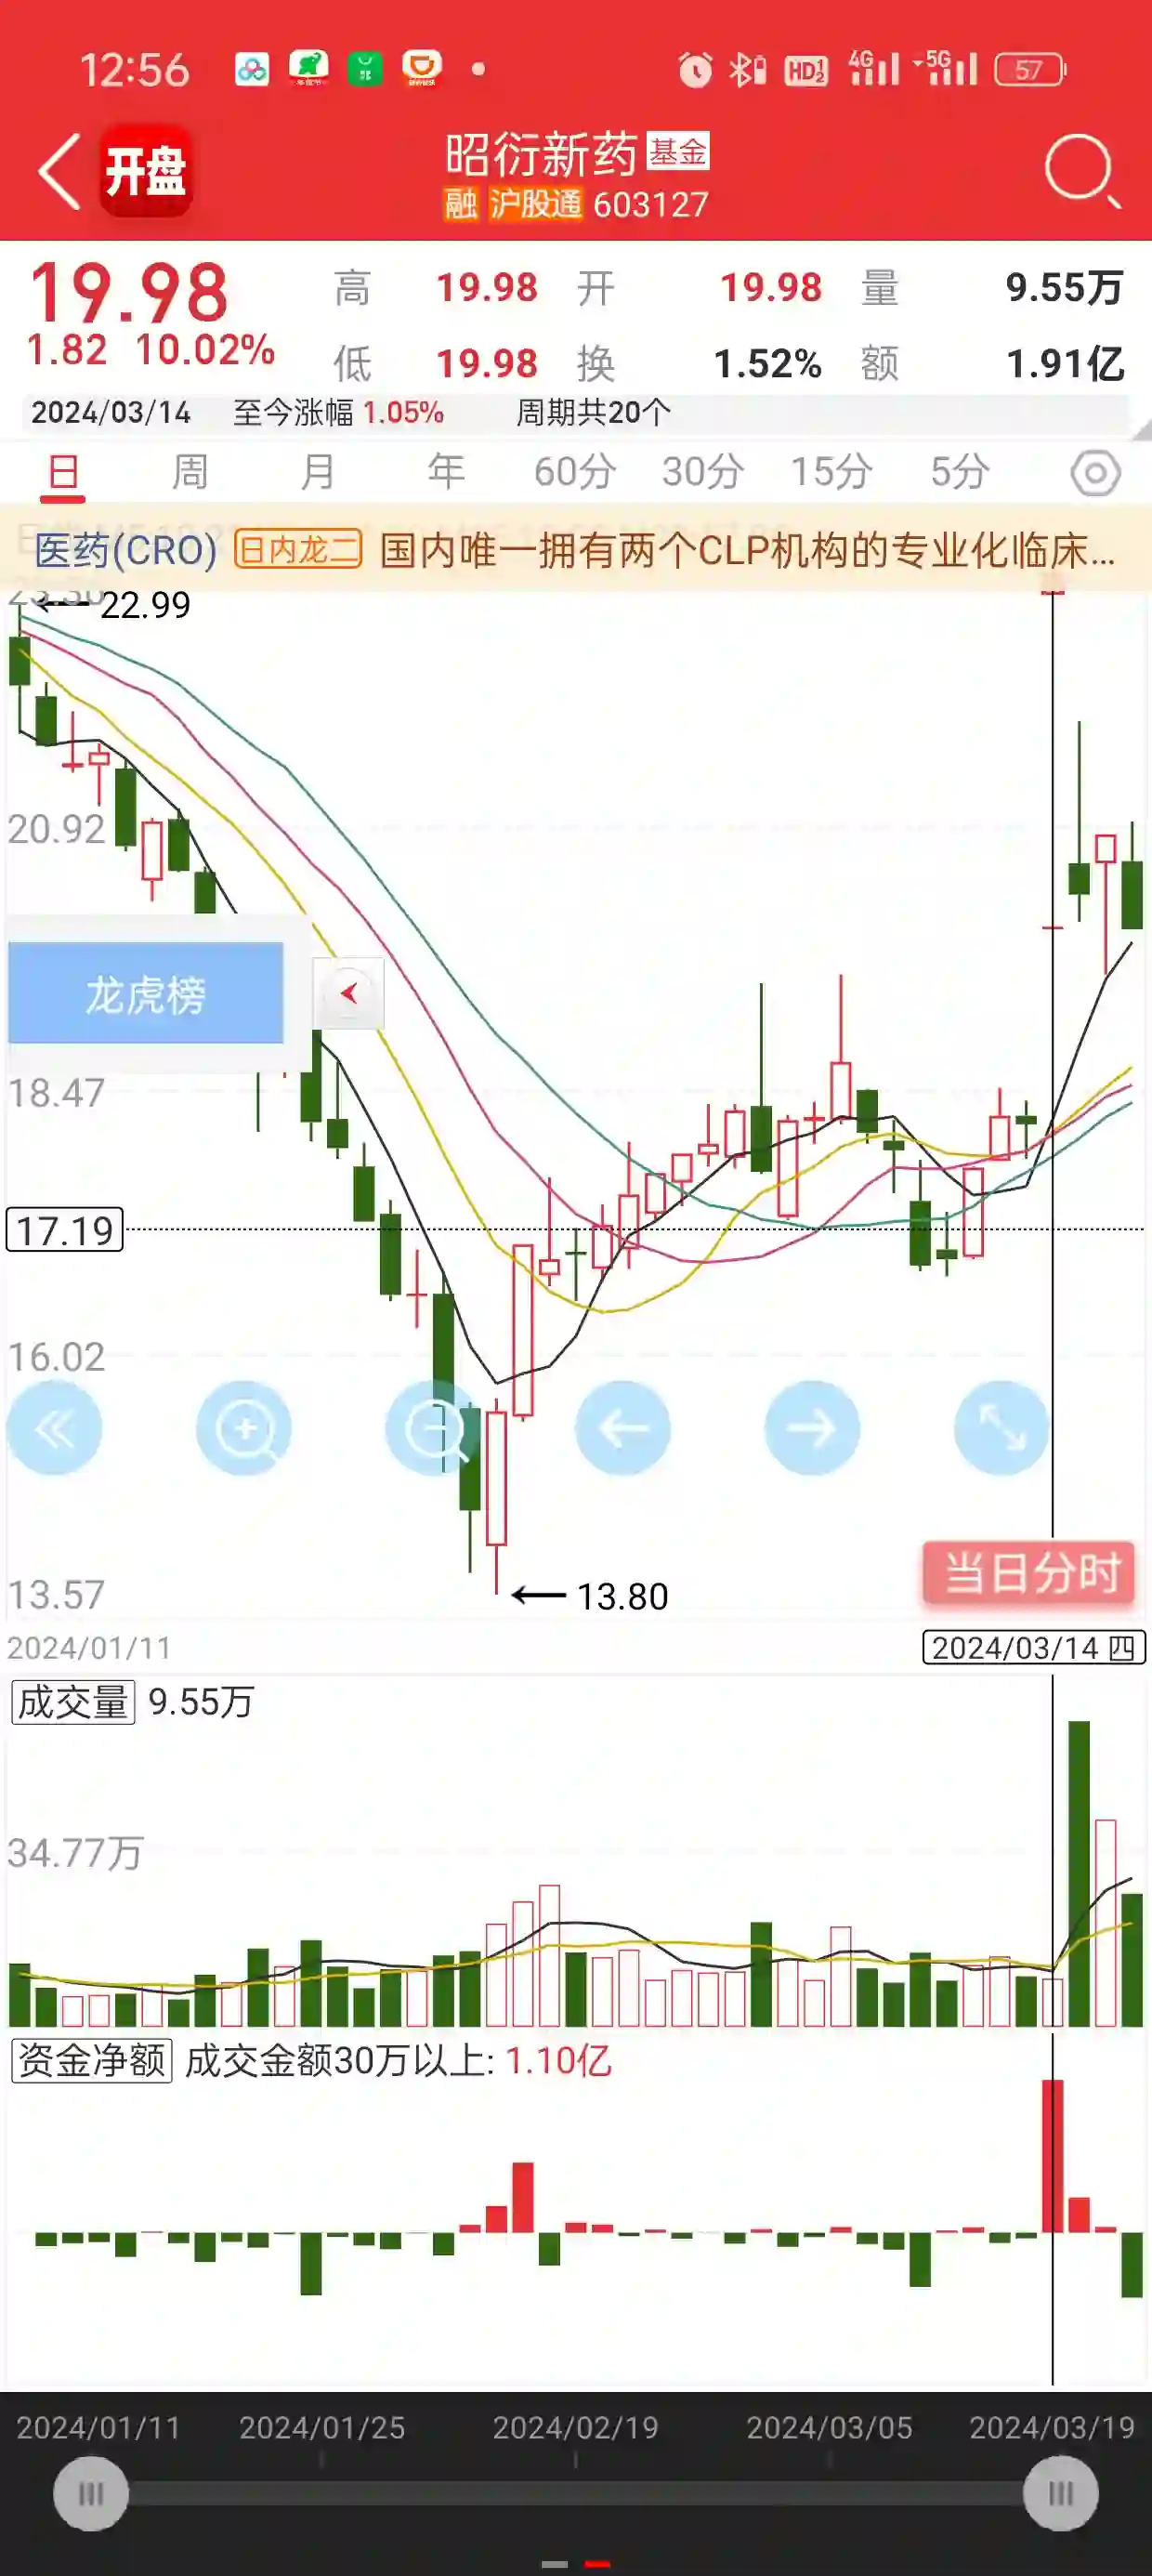 12:56 HD 4G 5G 57
开盘 昭衍新药 基金
融 沪股通 603127
19.98 高 19.98 开 19.98 量 9.55万
1.82 10.02% 低 19.98 换 1.52% 额 1.91亿
2024/03/14 至今涨幅 1.05% 周期共20个
日 周 月 年 60分 30分 15分 5分
医药(CRO) 日内龙二 国内唯一拥有两个CLP机构的专业化临床...
22.99
20.92
龙虎榜
18.47
17.19
16.02
13.57
13.80
当日分时
2024/01/11 2024/03/14 四
成交量 9.55万
34.77万
资金净额 成交金额30万以上: 1.10亿
2024/01/11 2024/01/25 2024/02/19 2024/03/05 2024/03/19